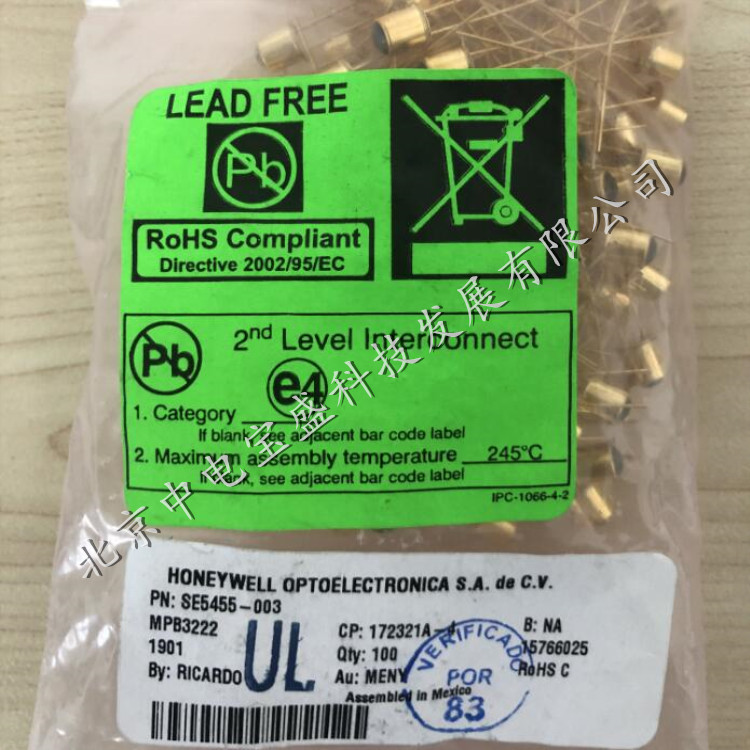 LEAD FREE
Pb
RoHS Compliant
Directive 2002/95/EC
Pb
2nd Level Interconnect
e4
1. Category
If blank, see adjacent bar code label
2. Maximum assembly temperature 245°C
If blank, see adjacent bar code label
IPC-1066-4-2
北京中电宝盛科技发展有限公司
HONEYWELL OPTOELECTRONICA S.A. de C.V.
PN: SE5455-003
MPB3222
1901
By: RICARDO
UL
CP: 172321A-
Qty: 100
Au: MENY
Assembled in Mexico
B: NA
15766025
RoHS C
VERIFICADO
POR
83